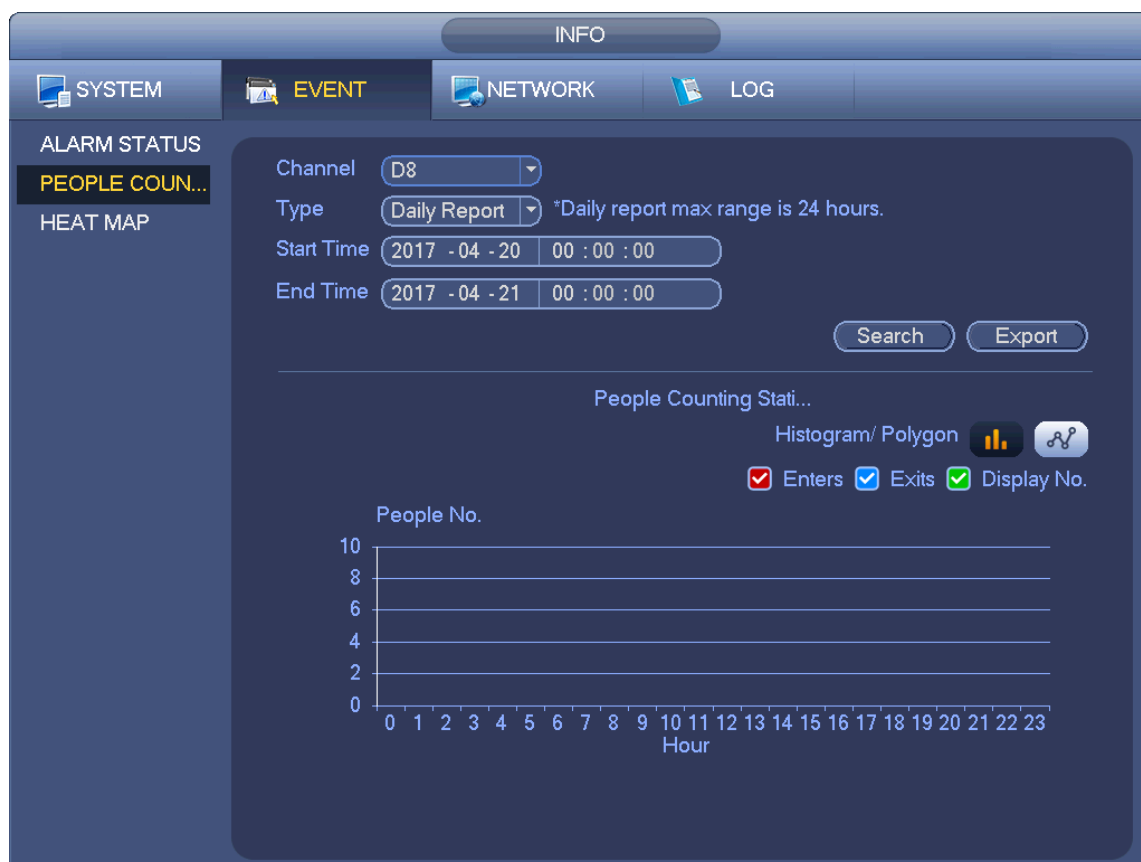 INFO
SYSTEM EVENT NETWORK LOG
ALARM STATUS
PEOPLE COUN...
HEAT MAP
Channel D8
Type Daily Report *Daily report max range is 24 hours.
Start Time 2017 - 04 - 20 00 : 00 : 00
End Time 2017 - 04 - 21 00 : 00 : 00
Search Export
People Counting Stati...
Histogram/ Polygon
Enters Exits Display No.
People No.
10
8
6
4
2
0
0 1 2 3 4 5 6 7 8 9 10 11 12 13 14 15 16 17 18 19 20 21 22 23
Hour